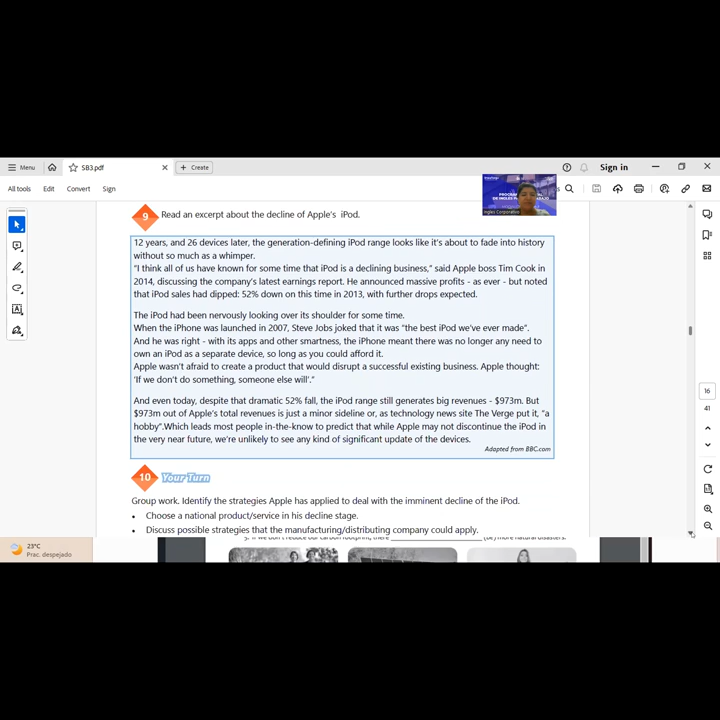 Menu
SB3.pdf
Create
Sign in
All tools
Edit
Convert
Sign
9
Read an excerpt about the decline of Apple's iPod.
12 years, and 26 devices later, the generation-defining iPod range looks like it's about to fade into history
without so much as a whimper.
"I think all of us have known for some time that iPod is a declining business," said Apple boss Tim Cook in
2014, discussing the company's latest earnings report. He announced massive profits - as ever - but noted
that iPod sales had dipped: 52% down on this time in 2013, with further drops expected.
The iPod had been nervously looking over its shoulder for some time.
When the iPhone was launched in 2007, Steve Jobs joked that it was "the best iPod we've ever made".
And he was right - with its apps and other smartness, the iPhone meant there was no longer any need to
own an iPod as a separate device, so long as you could afford it.
Apple wasn't afraid to create a product that would disrupt a successful existing business. Apple thought:
'If we don't do something, someone else will'."
And even today, despite that dramatic 52% fall, the iPod range still generates big revenues - $973m. But
$973m out of Apple's total revenues is just a minor sideline or, as technology news site The Verge put it, "a
hobby".Which leads most people in-the-know to predict that while Apple may not discontinue the iPod in
the very near future, we're unlikely to see any kind of significant update of the devices.
Adapted from BBC.com
10
Your Turn
Group work. Identify the strategies Apple has applied to deal with the imminent decline of the iPod.
• Choose a national product/service in his decline stage.
• Discuss possible strategies that the manufacturing/distributing company could apply.
16
41
23°C
Prac. despejado
5. If we don't reduce our carbon footprint, there ____ (be) more natural disasters.